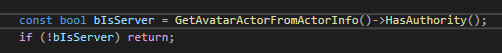 const bool bIsServer = GetAvatarActorFromActorInfo()->HasAuthority();
if (!bIsServer) return;